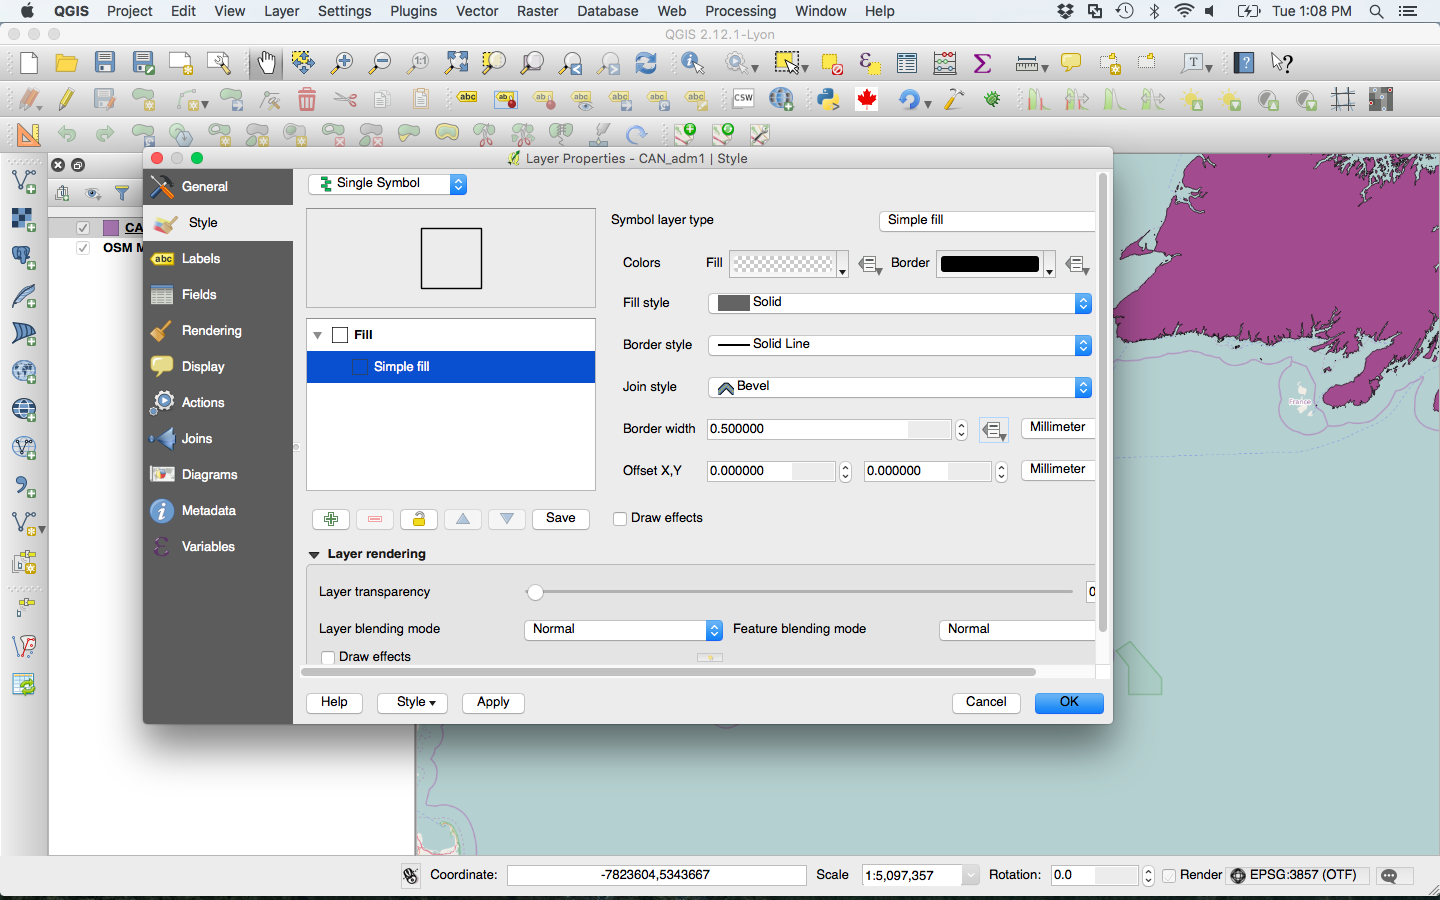 QGIS Project Edit View Layer Settings Plugins Vector Raster Database Web Processing Window Help Tue 1:08 PM
QGIS 2.12.1-Lyon
1:1
T
?
?
abc
CSW
Layer Properties - CAN_adm1 | Style
General
Style
abc Labels
Fields
Rendering
Display
Actions
Joins
Diagrams
Metadata
Variables
CA
OSM M
Single Symbol
Symbol layer type Simple fill
Colors Fill Border
Fill style Solid
Border style Solid Line
Join style Bevel
Border width 0.500000 Millimeter
Offset X,Y 0.000000 0.000000 Millimeter
Fill
Simple fill
Save
Draw effects
Layer rendering
Layer transparency 0
Layer blending mode Normal Feature blending mode Normal
Draw effects
Help Style Apply Cancel OK
France
Coordinate: -7823604,5343667 Scale 1:5,097,357 Rotation: 0.0 Render EPSG:3857 (OTF)